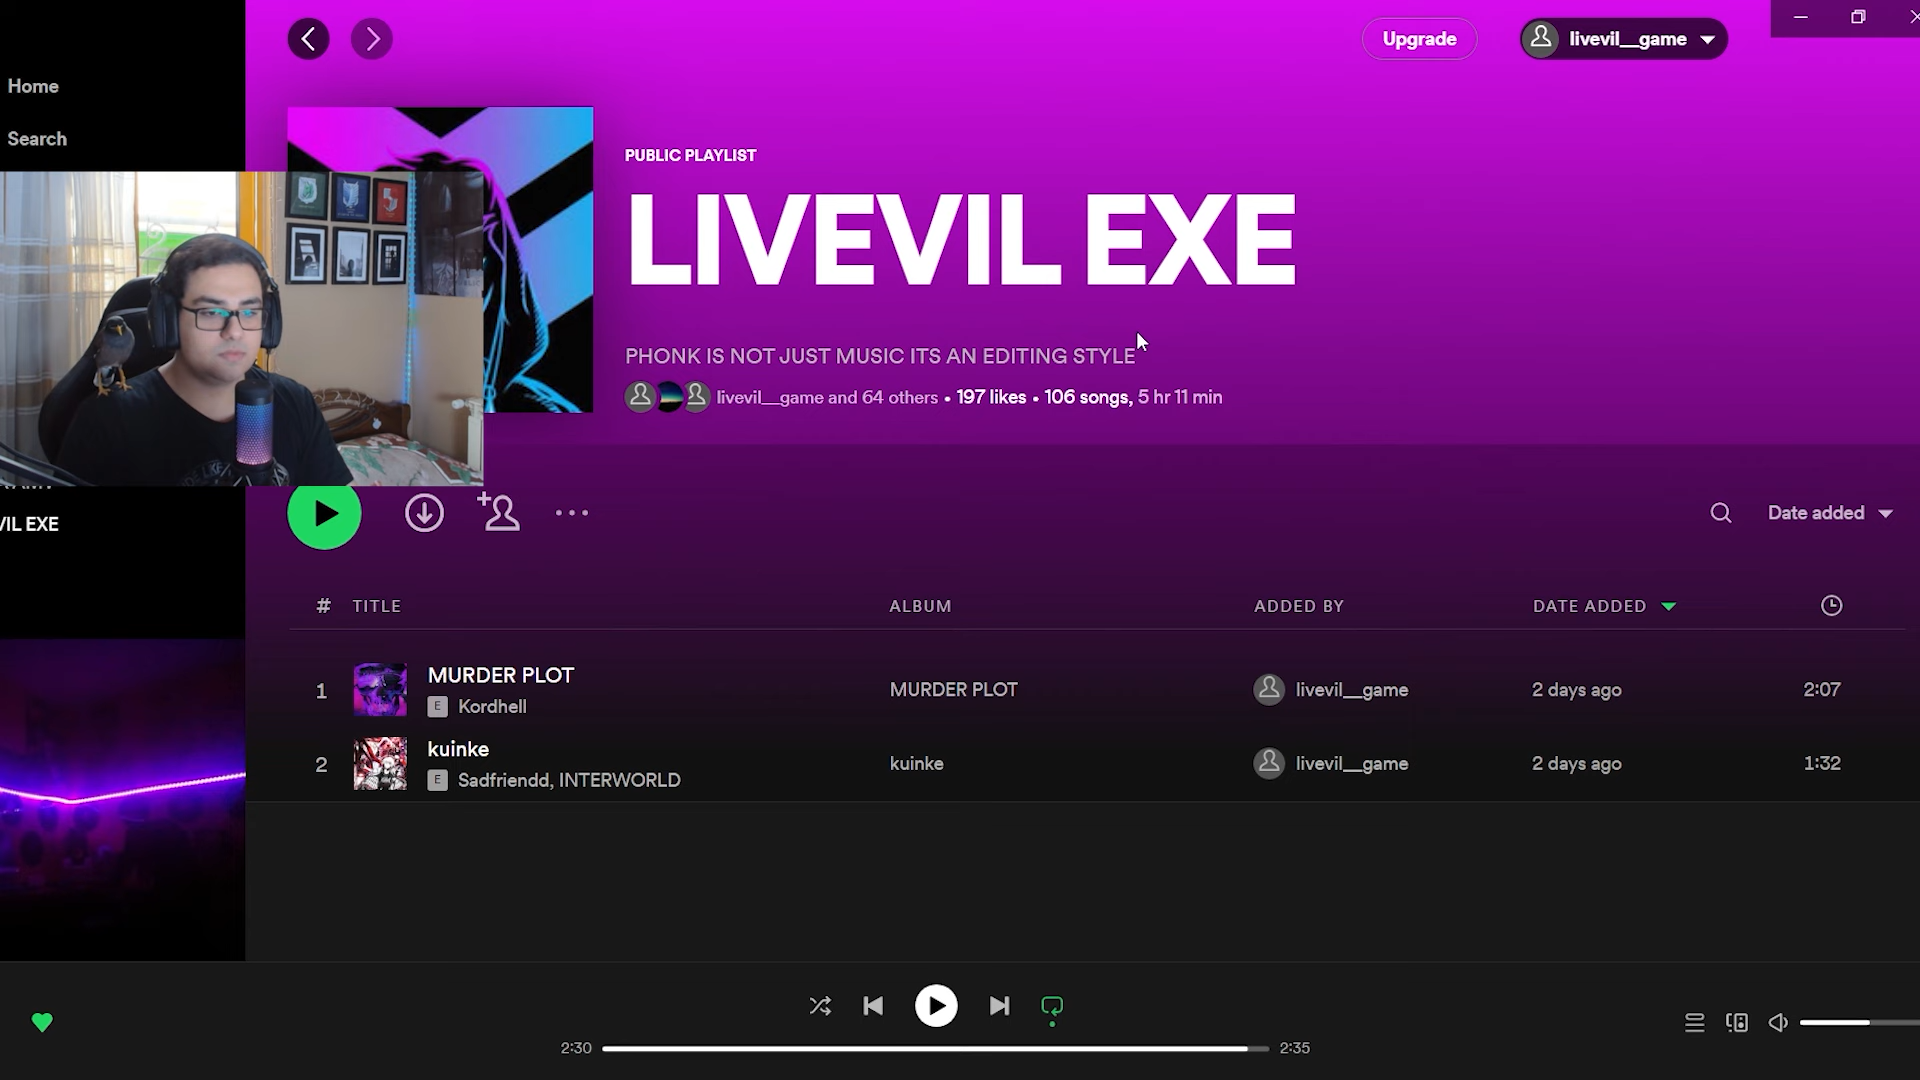 Home
Search
Upgrade
livevil__game
PUBLIC PLAYLIST
LIVEVIL EXE
PHONK IS NOT JUST MUSIC ITS AN EDITING STYLE
livevil__game and 64 others • 197 likes • 106 songs, 5 hr 11 min
VIL EXE
Date added
# TITLE ALBUM ADDED BY DATE ADDED
1 MURDER PLOT MURDER PLOT livevil__game 2 days ago 2:07
E Kordhell
2 kuinke kuinke livevil__game 2 days ago 1:32
E Sadfriendd, INTERWORLD
2:30 2:35